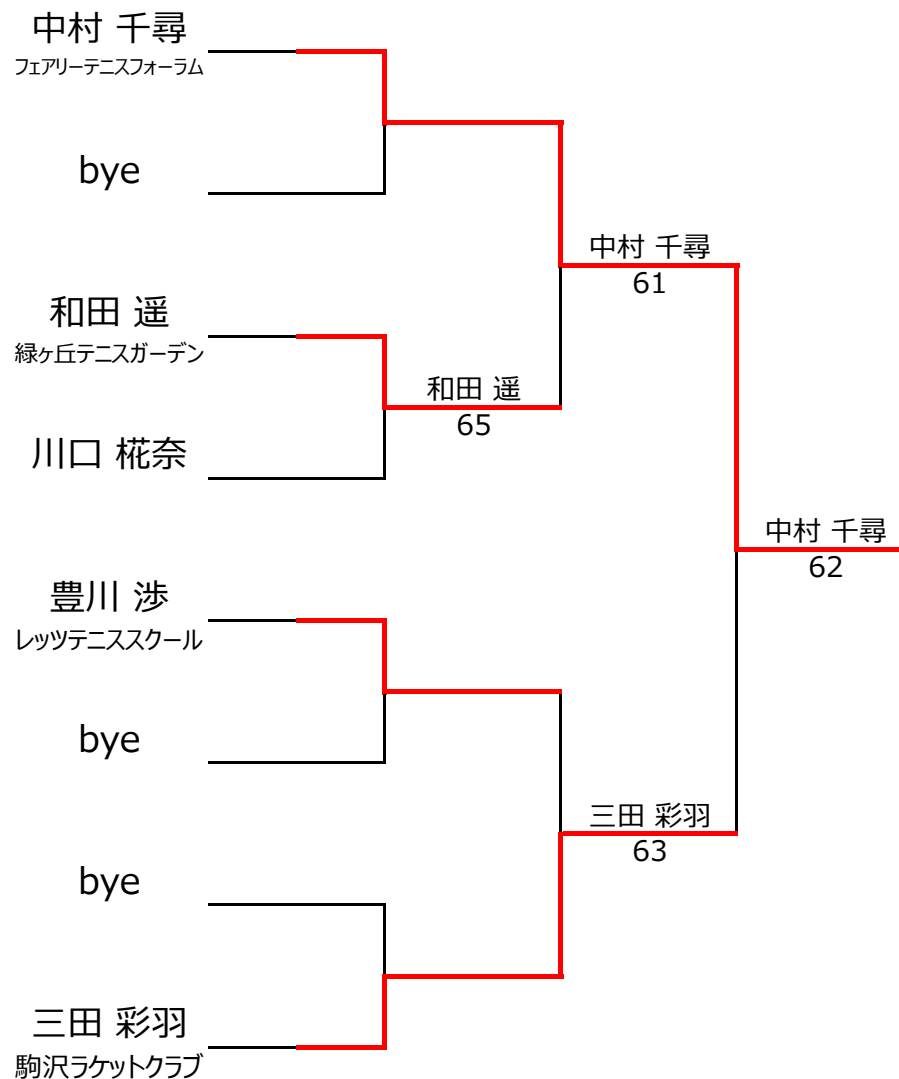 中村 千尋
フェアリーテニスフォーラム
bye
中村 千尋
61
和田 遥
緑ヶ丘テニスガーデン
和田 遥
65
川口 椛奈
中村 千尋
62
豊川 渉
レッツテニススクール
bye
三田 彩羽
63
bye
三田 彩羽
駒沢ラケットクラブ